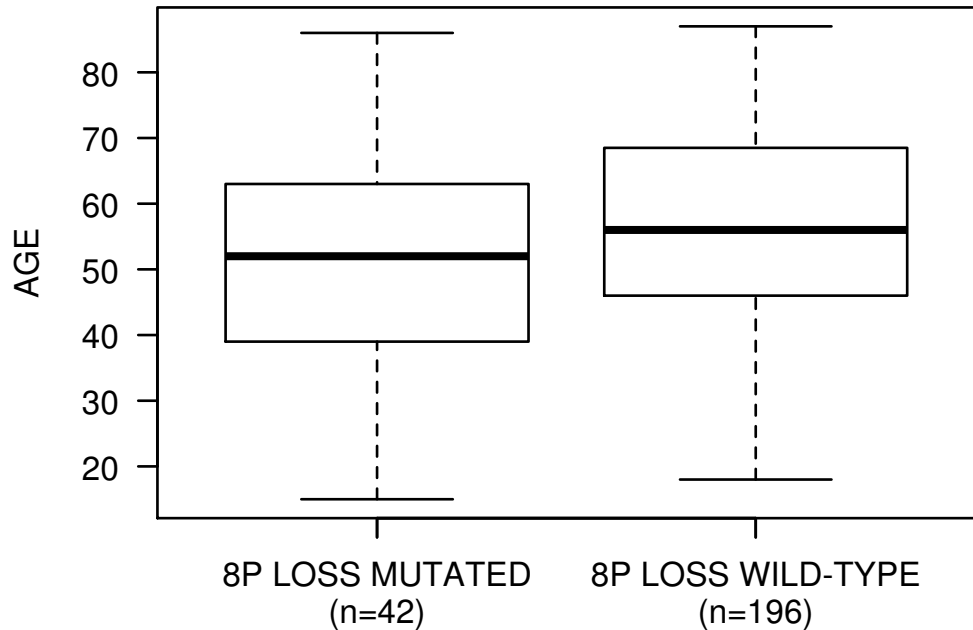 AGE
80
70
60
50
40
30
20
8P LOSS MUTATED
(n=42)
8P LOSS WILD-TYPE
(n=196)